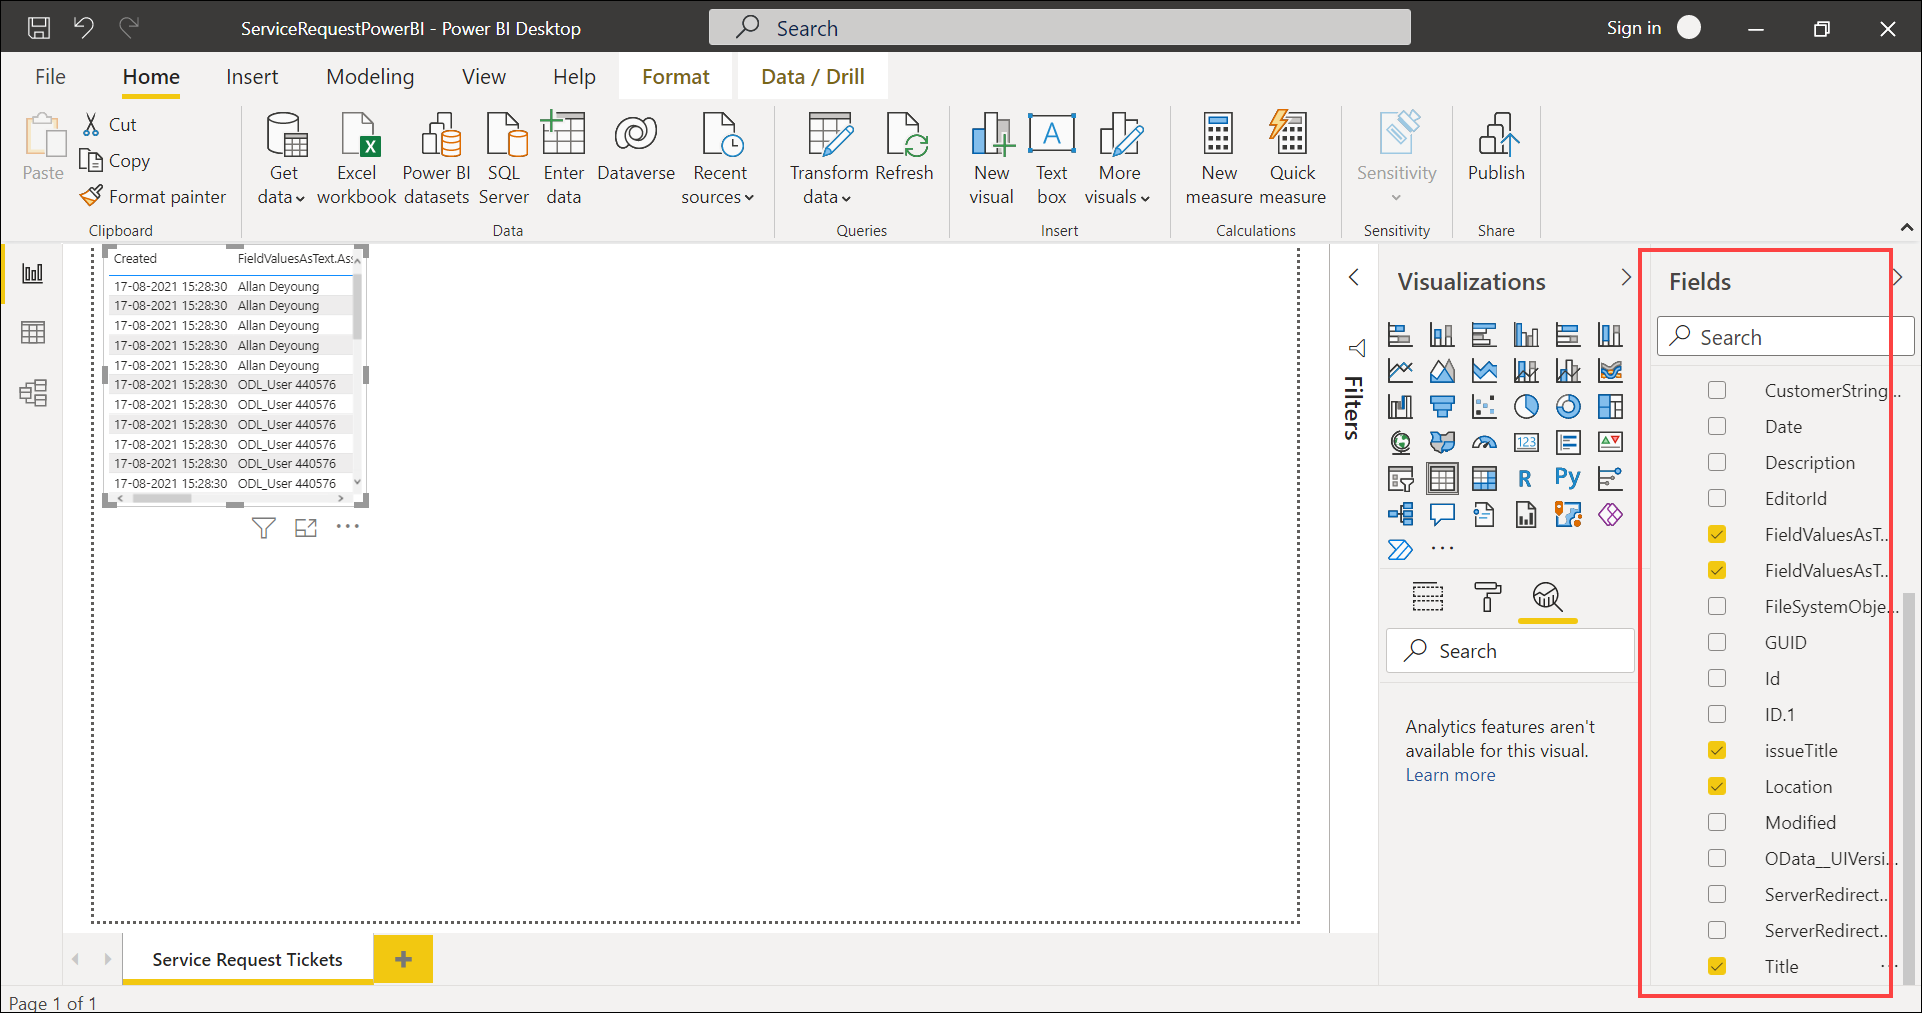 ServiceRequestPowerBI - Power BI Desktop
Search
Sign in
File
Home
Insert
Modeling
View
Help
Format
Data / Drill
Paste
Cut
Copy
Format painter
Clipboard
Get data
Excel workbook
Power BI datasets
SQL Server
Enter data
Dataverse
Recent sources
Data
Transform data
Refresh
Queries
New visual
Text box
More visuals
Insert
New measure
Quick measure
Calculations
Sensitivity
Sensitivity
Publish
Share
Created FieldValuesAsText.Ass
17-08-2021 15:28:30 Allan Deyoung
17-08-2021 15:28:30 Allan Deyoung
17-08-2021 15:28:30 Allan Deyoung
17-08-2021 15:28:30 Allan Deyoung
17-08-2021 15:28:30 Allan Deyoung
17-08-2021 15:28:30 ODL_User 440576
17-08-2021 15:28:30 ODL_User 440576
17-08-2021 15:28:30 ODL_User 440576
17-08-2021 15:28:30 ODL_User 440576
17-08-2021 15:28:30 ODL_User 440576
17-08-2021 15:28:30 ODL_User 440576
Filters
Visualizations
123
R
Py
Search
Analytics features aren't
available for this visual.
Learn more
Fields
Search
CustomerString...
Date
Description
EditorId
FieldValuesAsT...
FieldValuesAsT...
FileSystemObje...
GUID
Id
ID.1
issueTitle
Location
Modified
OData__UIVersi...
ServerRedirect...
ServerRedirect...
Title
Service Request Tickets
Page 1 of 1